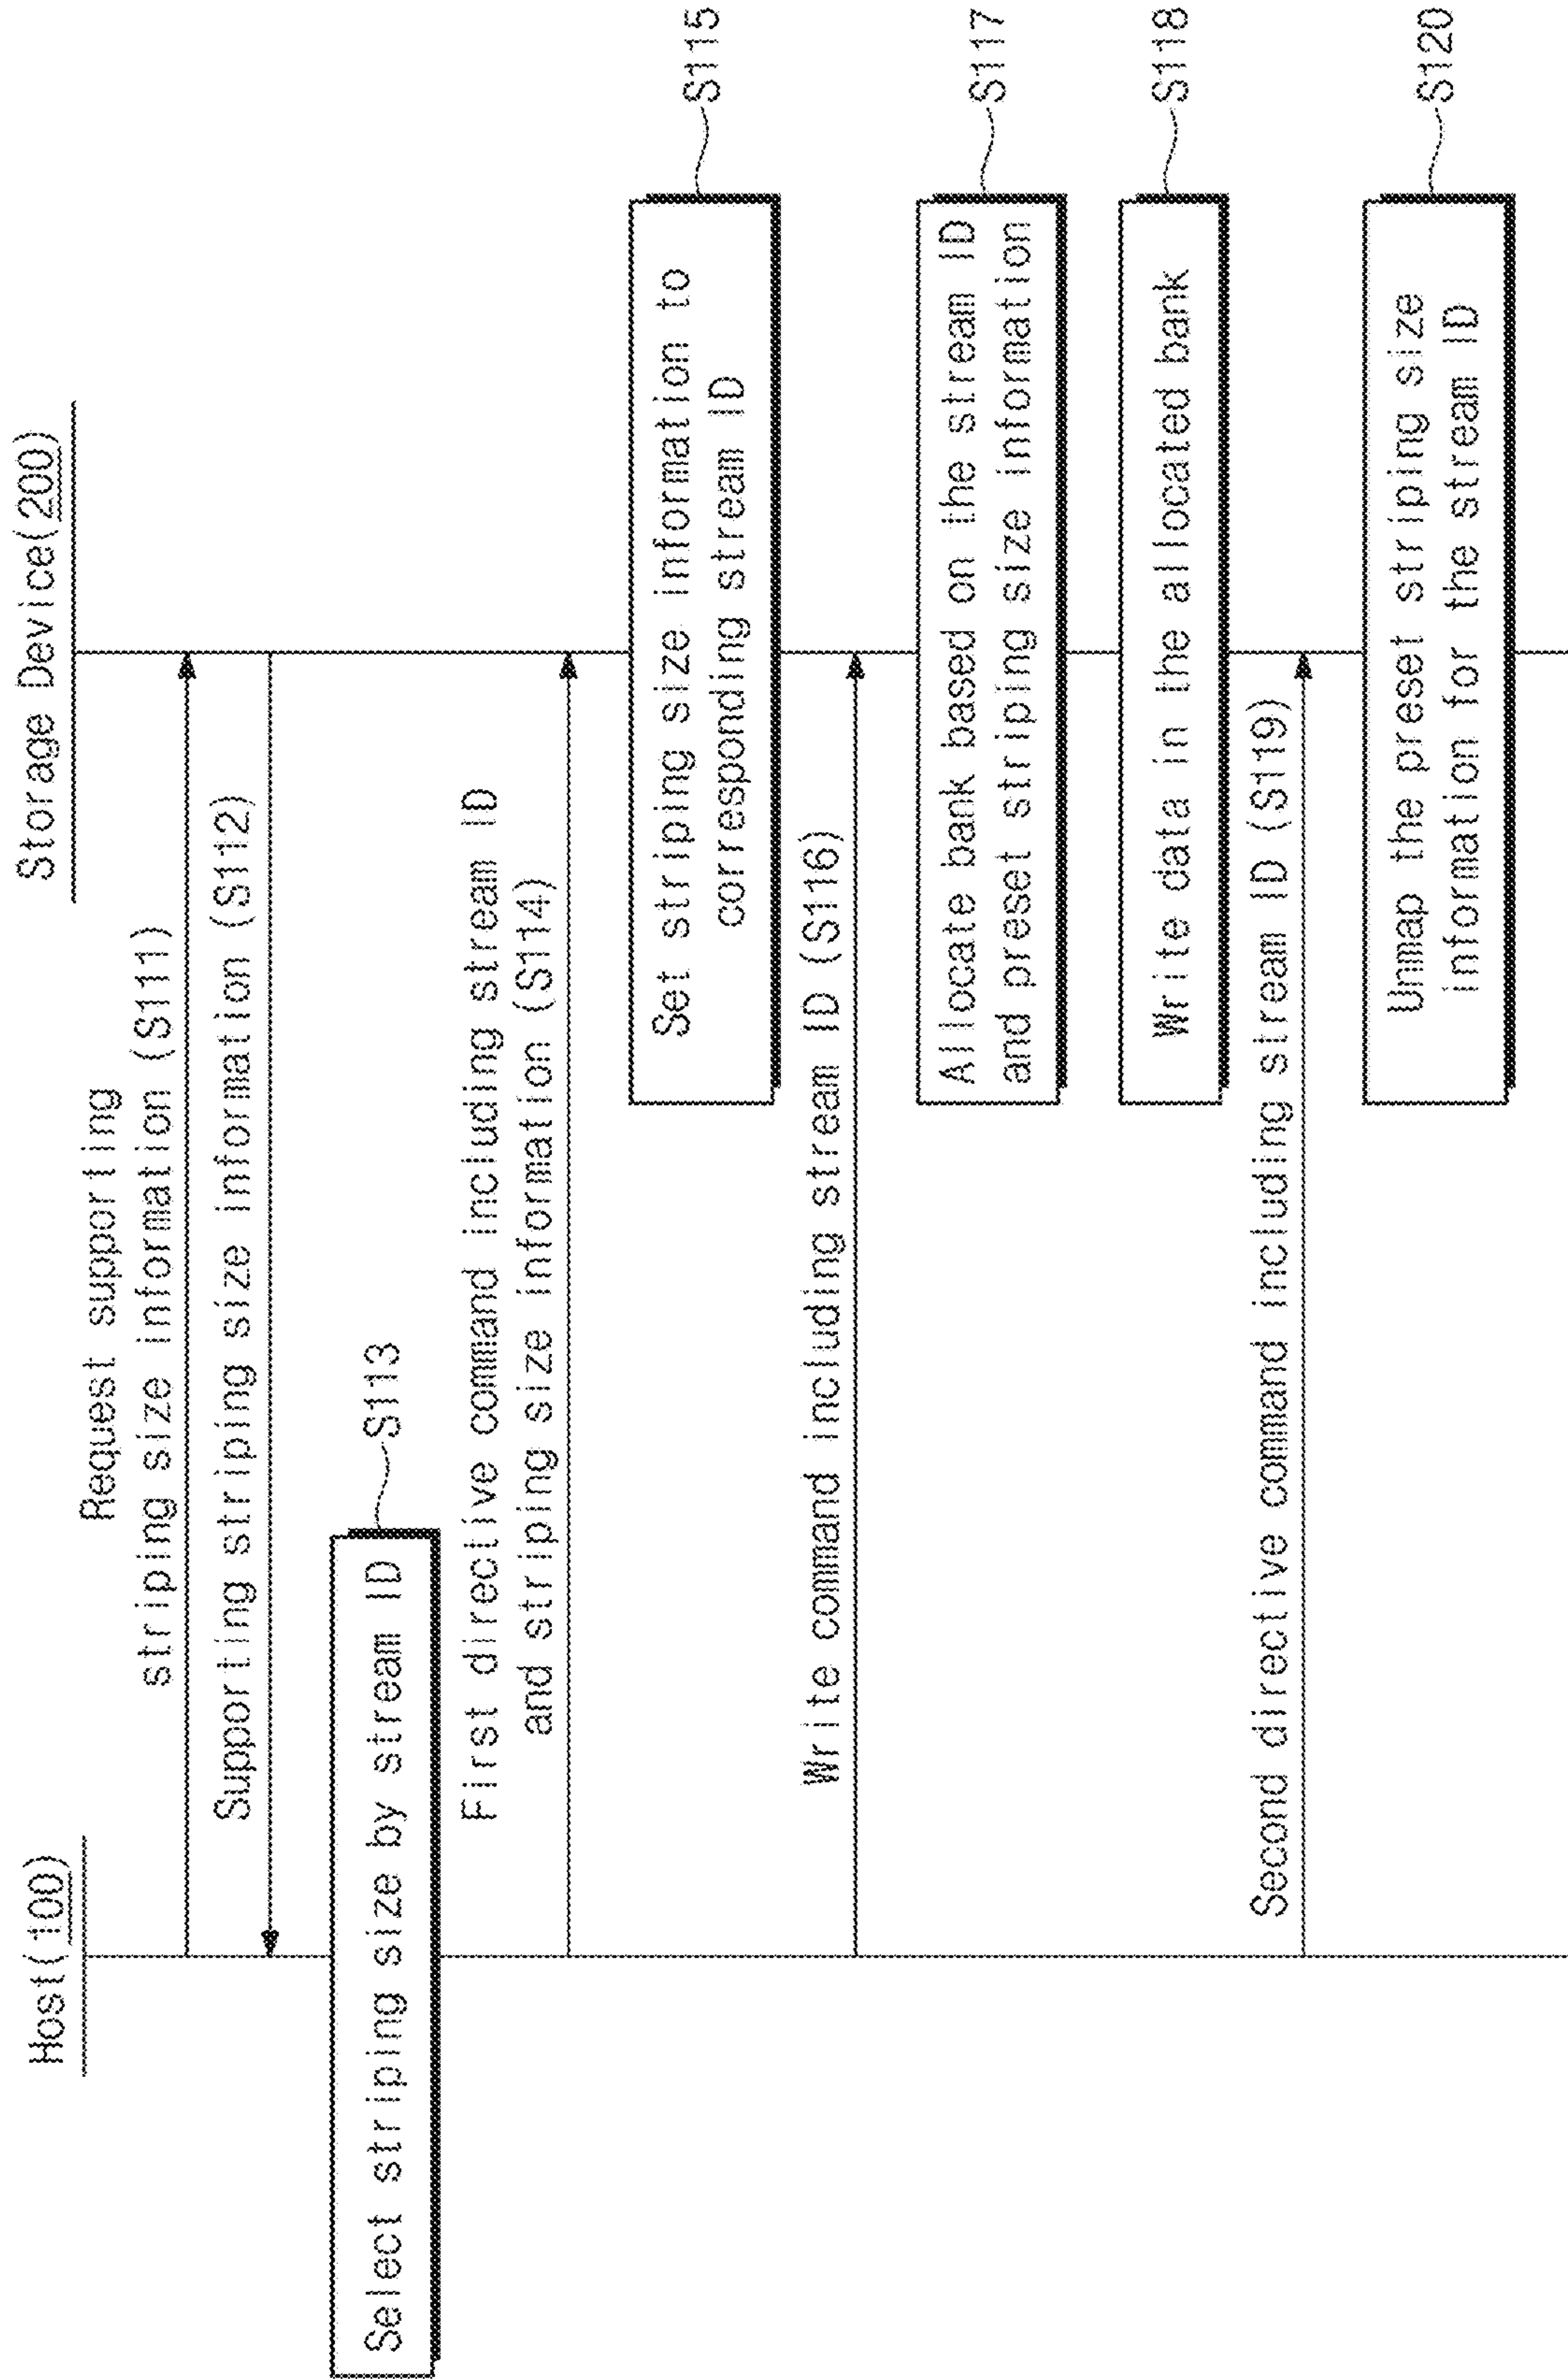 Host(100)
Storage Device(200)
Request supporting
striping size information (S111)
Supporting striping size information (S112)
Select striping size by stream ID
S113
First directive command including stream ID
and striping size information (S114)
Set striping size information to
corresponding stream ID
S115
Write command including stream ID (S116)
Allocate bank based on the stream ID
and preset striping size information
S117
Write data in the allocated bank
S118
Second directive command including stream ID (S119)
Unmap the preset striping size
information for the stream ID
S120